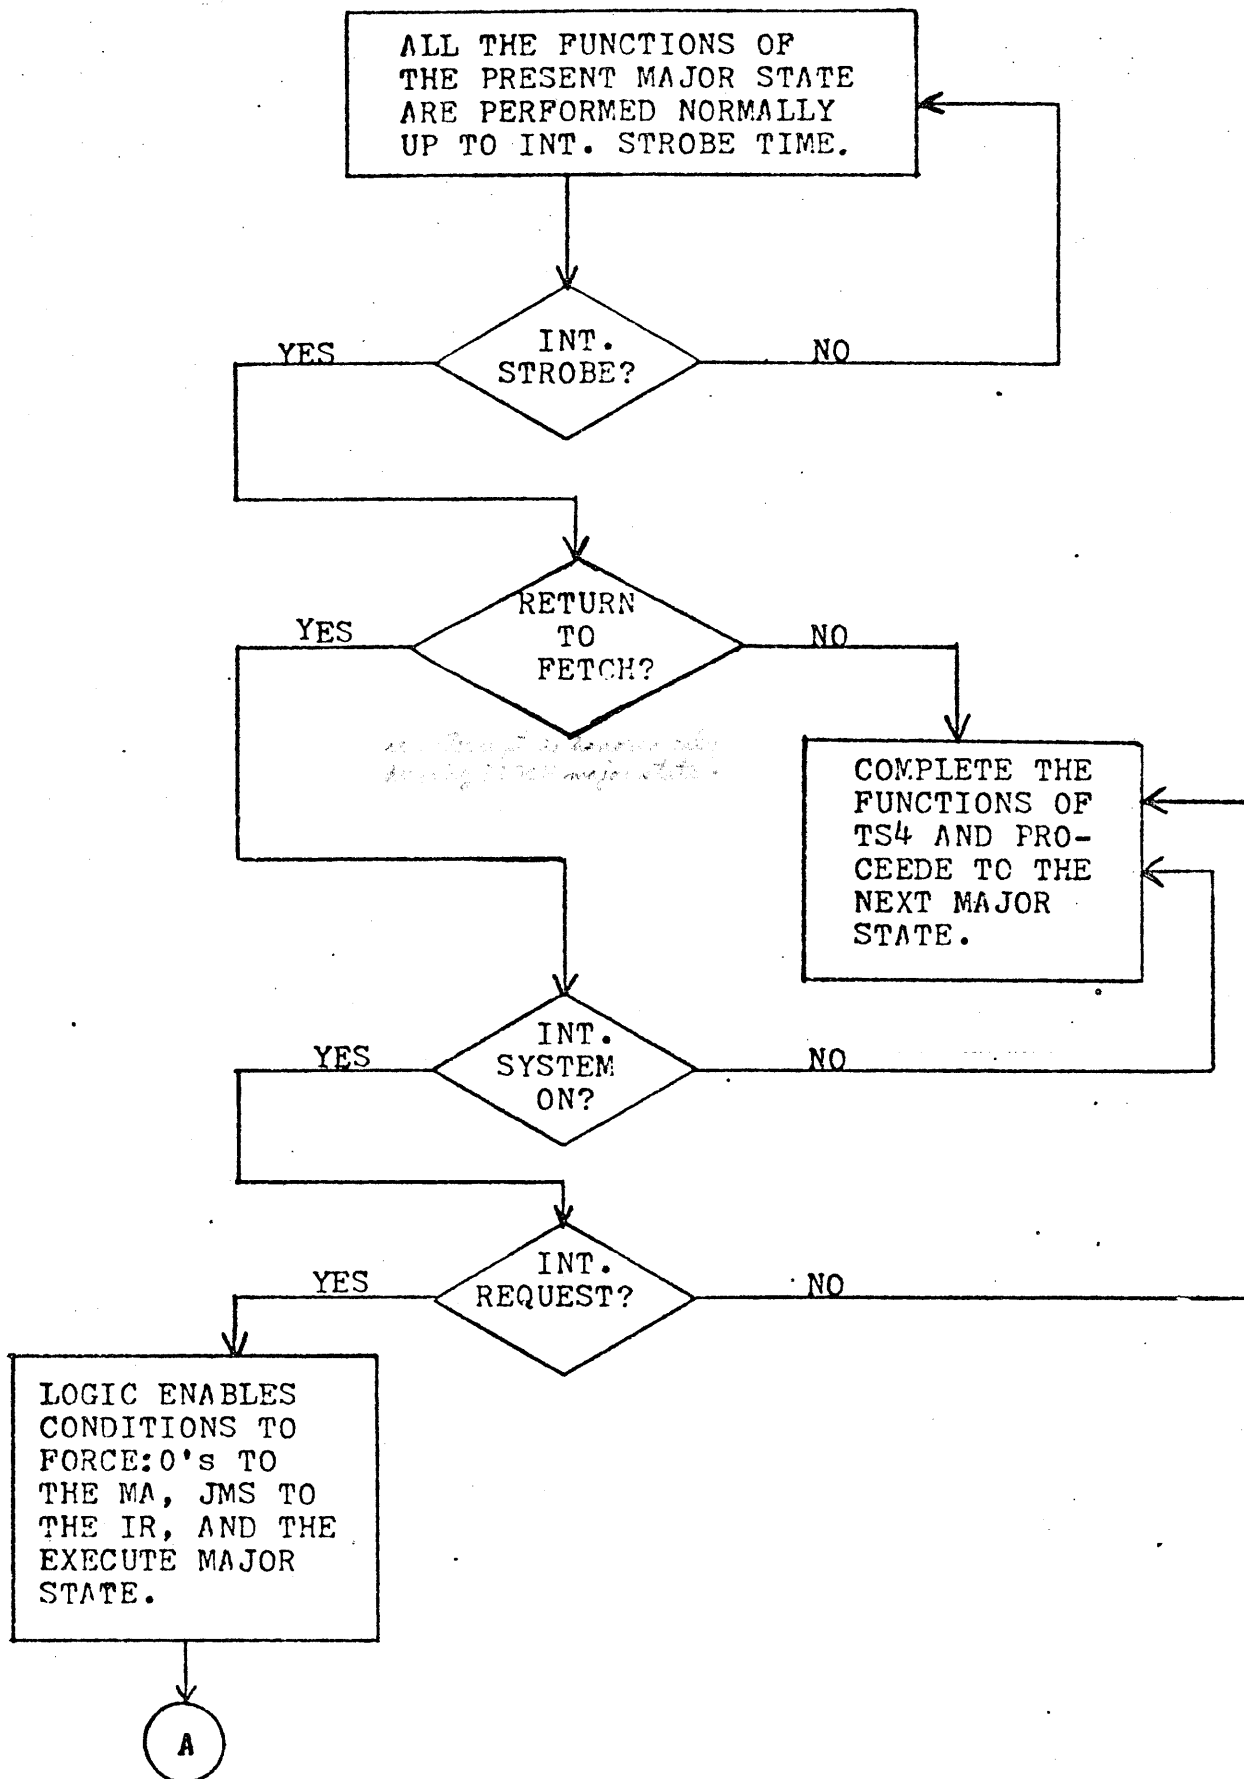 ALL THE FUNCTIONS OF
THE PRESENT MAJOR STATE
ARE PERFORMED NORMALLY
UP TO INT. STROBE TIME.
INT.
STROBE?
YES
NO
RETURN
TO
FETCH?
YES
NO
COMPLETE THE
FUNCTIONS OF
TS4 AND PRO-
CEEDE TO THE
NEXT MAJOR
STATE.
INT.
SYSTEM
ON?
YES
NO
INT.
REQUEST?
YES
NO
LOGIC ENABLES
CONDITIONS TO
FORCE:0's TO
THE MA, JMS TO
THE IR, AND THE
EXECUTE MAJOR
STATE.
A